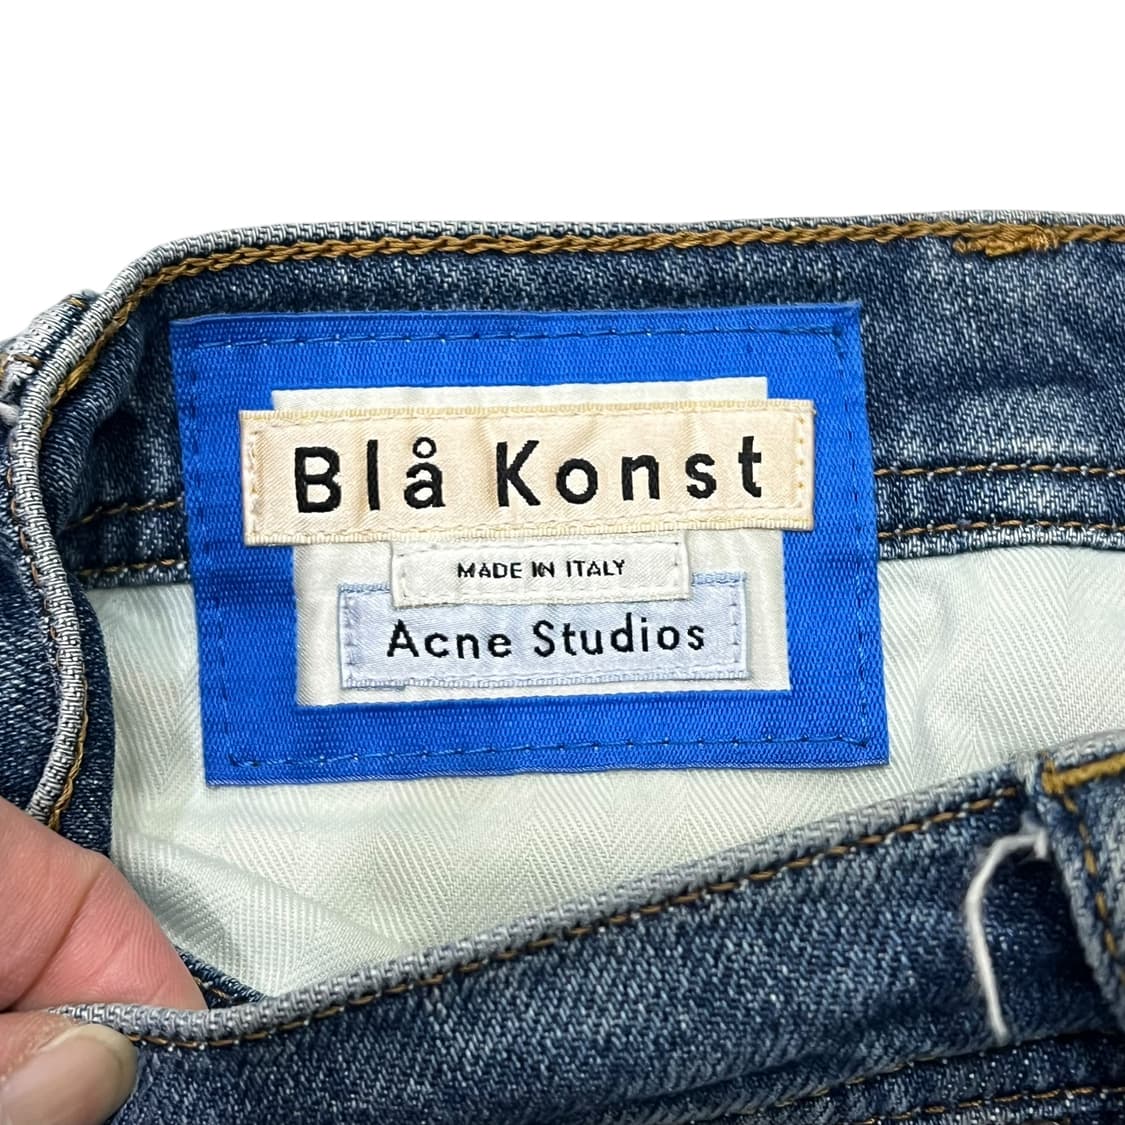 Blå Konst
MADE IN ITALY
Acne Studios